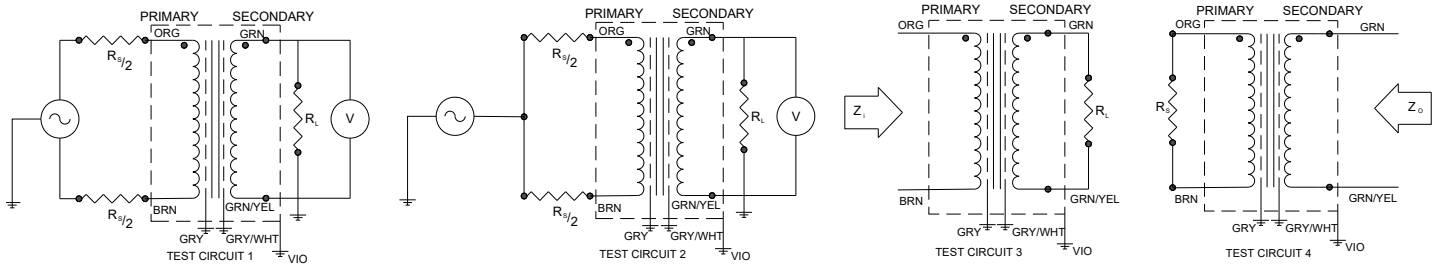 PRIMARY SECONDARY
ORG GRN
Rs/2
RL
V
Rs/2
BRN GRN/YEL
GRY GRY/WHT
VIO
TEST CIRCUIT 1
PRIMARY SECONDARY
ORG GRN
Rs/2
RL
V
Rs/2
BRN GRN/YEL
GRY GRY/WHT
VIO
TEST CIRCUIT 2
PRIMARY SECONDARY
ORG GRN
ZI
RL
BRN GRN/YEL
GRY GRY/WHT
VIO
TEST CIRCUIT 3
PRIMARY SECONDARY
ORG GRN
Rs
ZO
BRN GRN/YEL
GRY GRY/WHT
VIO
TEST CIRCUIT 4